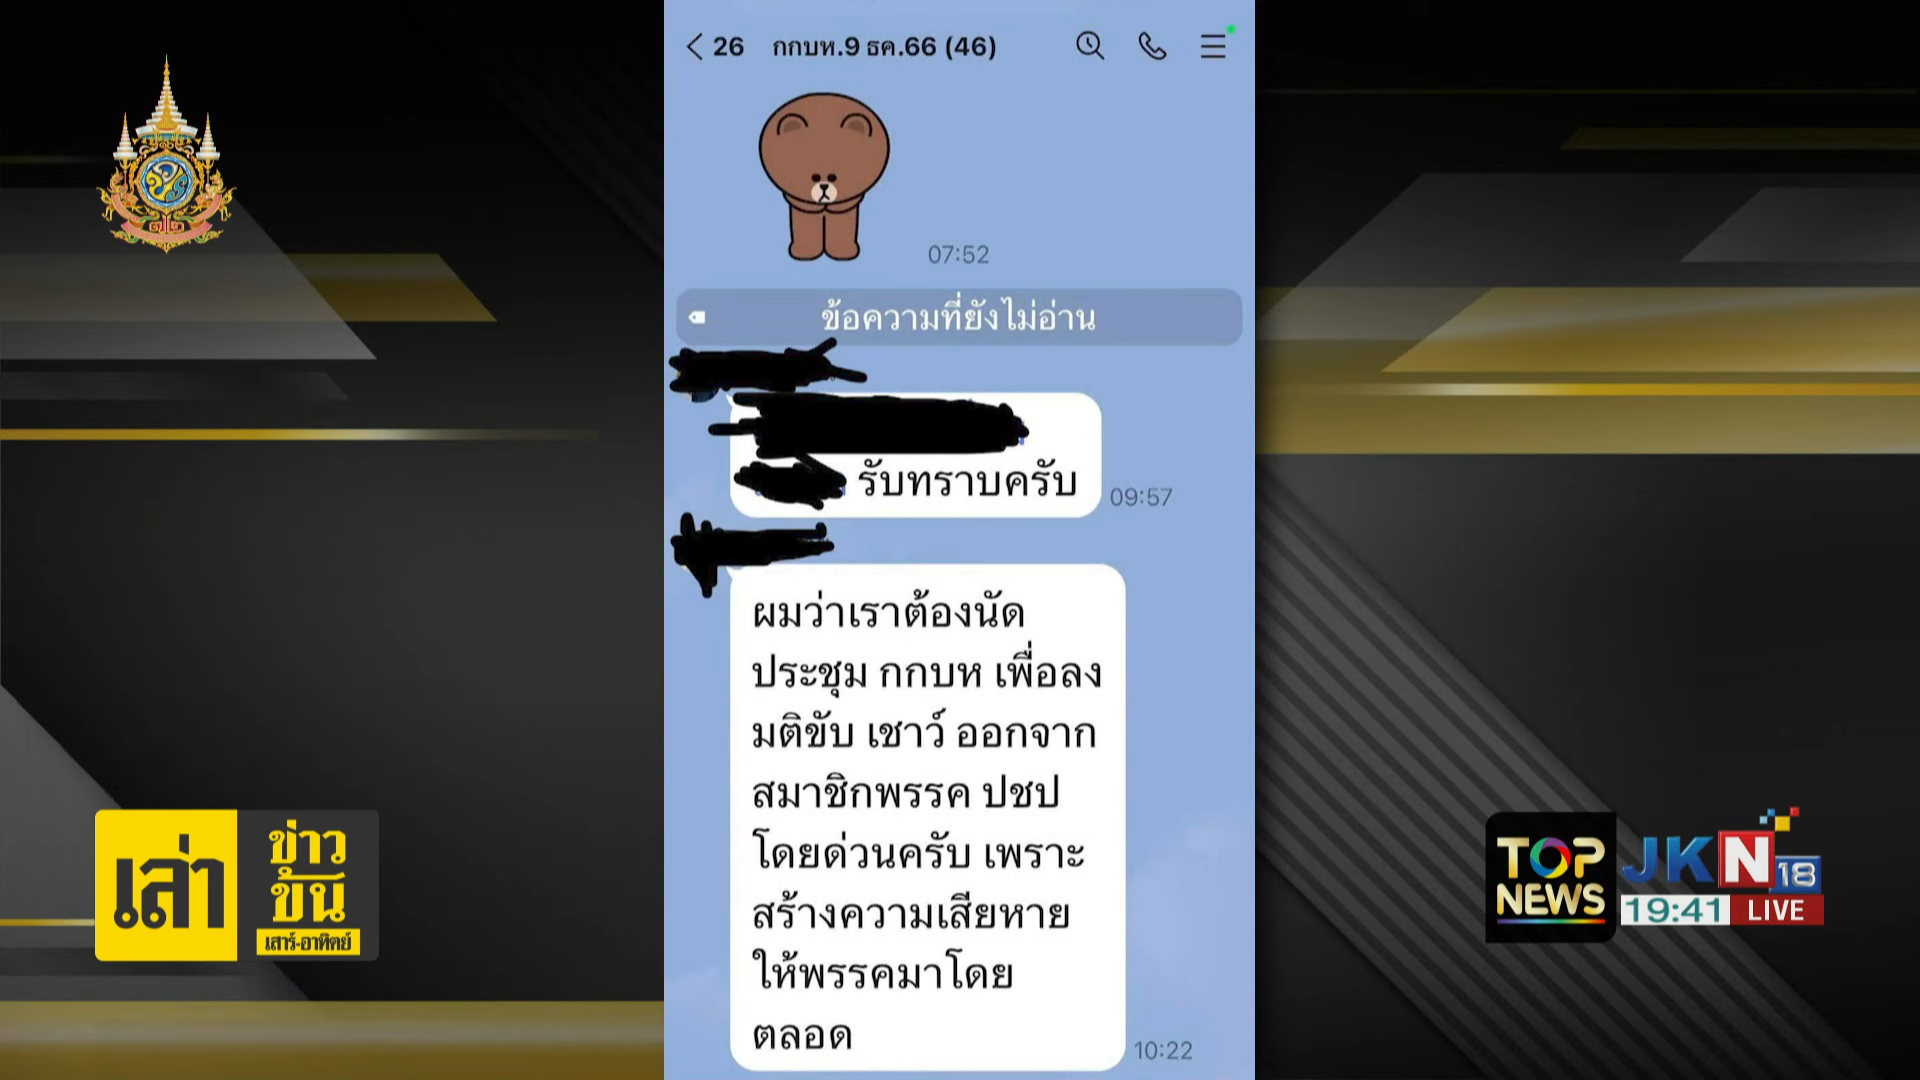 26 กกบห.9 ธค.66 (46)
07:52
ข้อความที่ยังไม่อ่าน
รับทราบครับ
09:57
ผมว่าเราต้องนัด
ประชุม กกบห เพื่อลง
มติขับ เชาว์ ออกจาก
สมาชิกพรรค ปชป
โดยด่วนครับ เพราะ
สร้างความเสียหาย
ให้พรรคมาโดย
ตลอด
10:22
เล่า
ข่าว
ข้น
เสาร์-อาทิตย์
TOP
NEWS
JKN18
19:41 LIVE